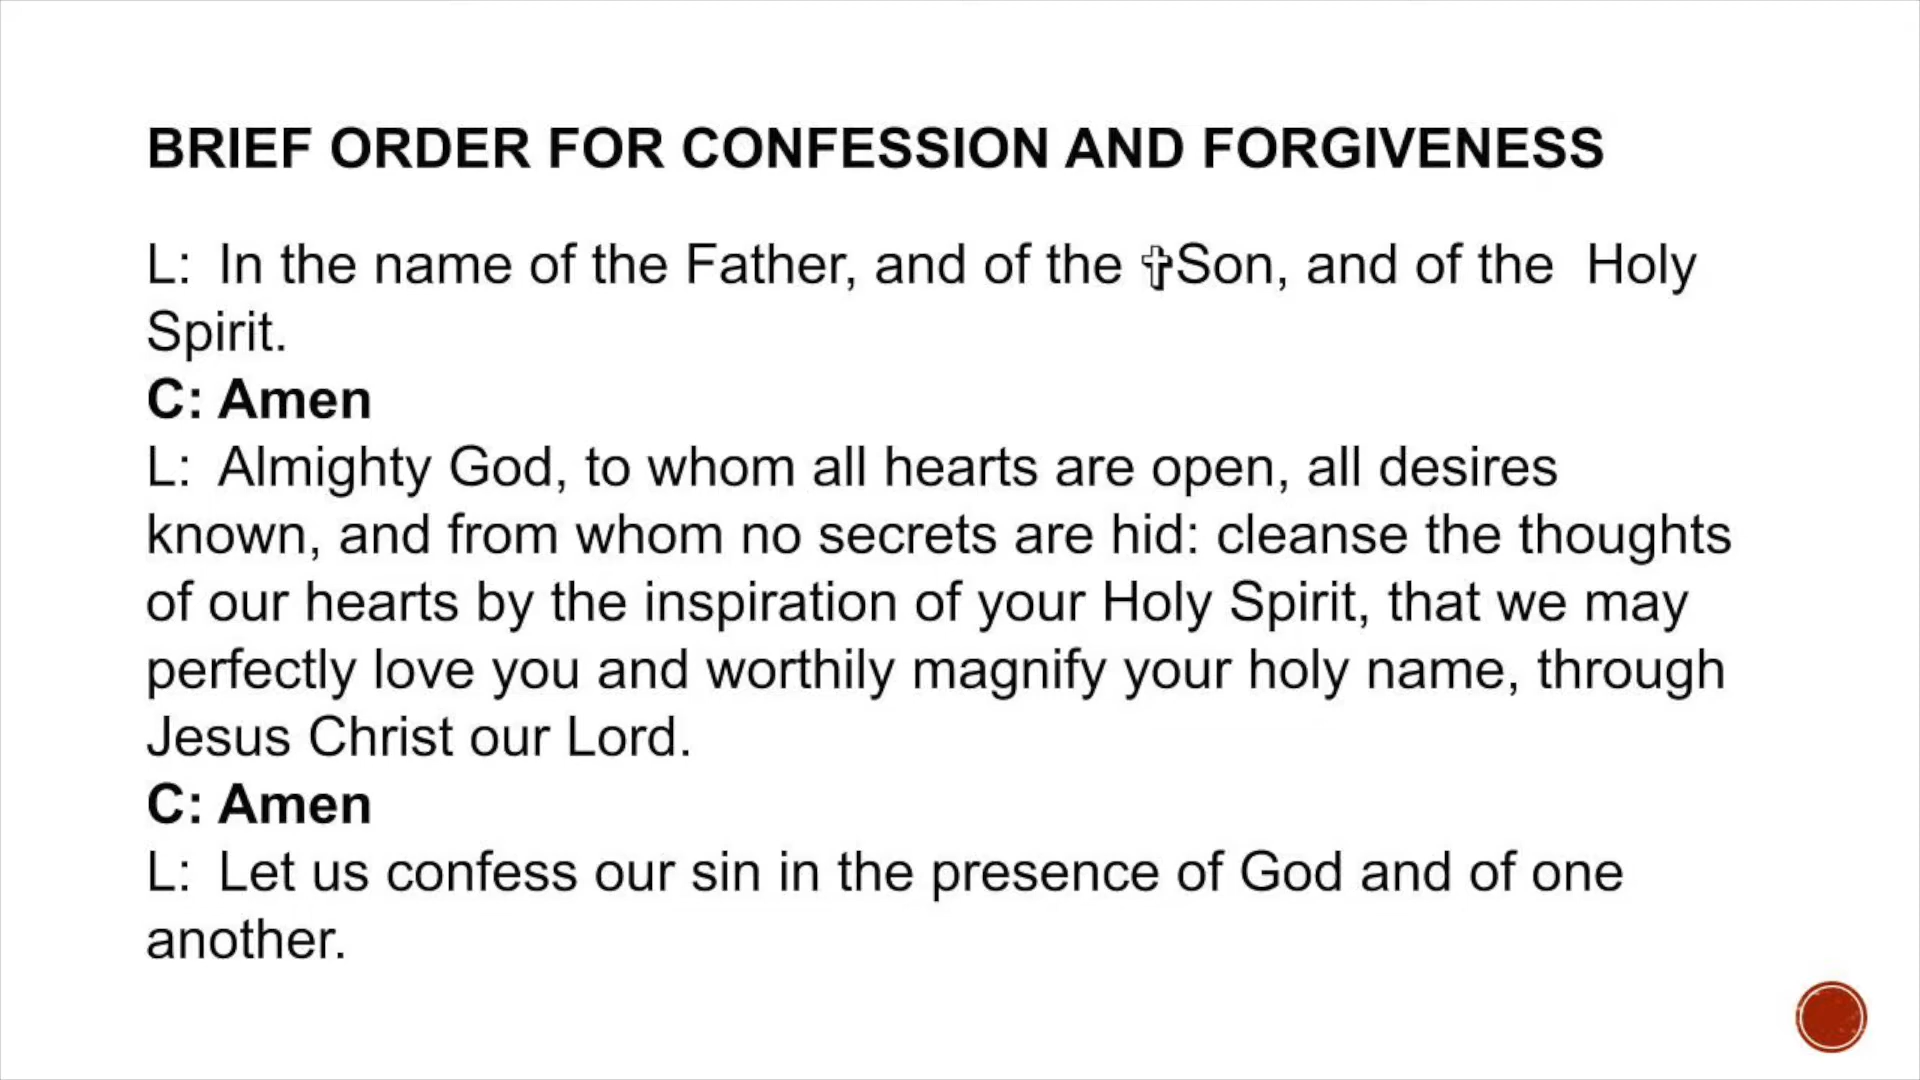 BRIEF ORDER FOR CONFESSION AND FORGIVENESS
L:  In the name of the Father, and of the ✞Son, and of the  Holy
Spirit.
C: Amen
L:  Almighty God, to whom all hearts are open, all desires
known, and from whom no secrets are hid: cleanse the thoughts
of our hearts by the inspiration of your Holy Spirit, that we may
perfectly love you and worthily magnify your holy name, through
Jesus Christ our Lord.
C: Amen
L:  Let us confess our sin in the presence of God and of one
another.